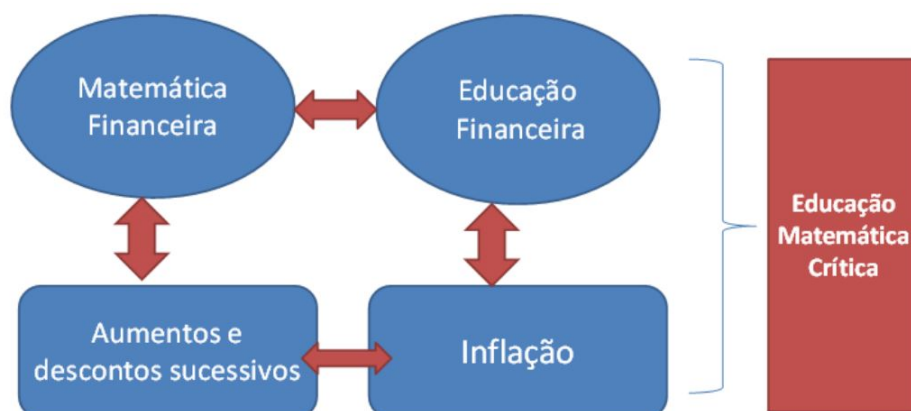 Matemática
Financeira
Educação
Financeira
Aumentos e
descontos sucessivos
Inflação
Educação
Matemática
Crítica